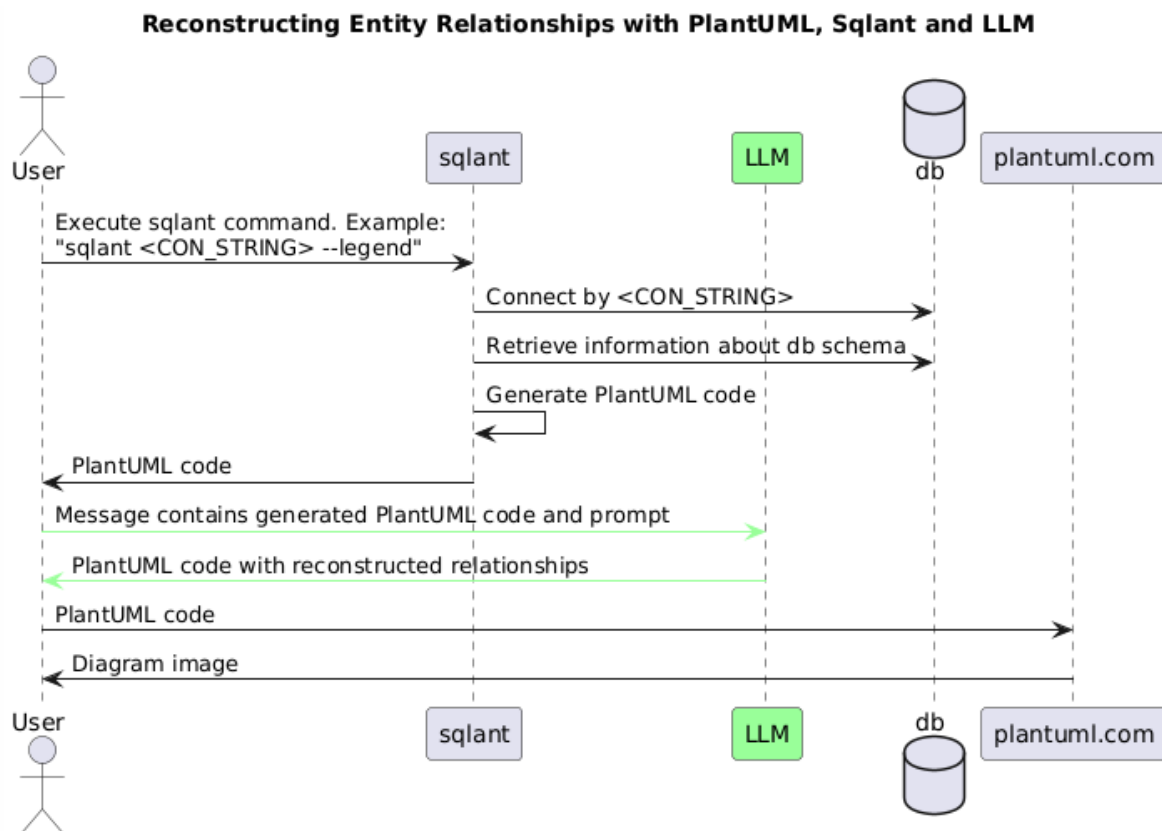 Reconstructing Entity Relationships with PlantUML, Sqlant and LLM
User
sqlant
LLM
db
plantuml.com
Execute sqlant command. Example:
"sqlant <CON_STRING> --legend"
Connect by <CON_STRING>
Retrieve information about db schema
Generate PlantUML code
PlantUML code
Message contains generated PlantUML code and prompt
PlantUML code with reconstructed relationships
PlantUML code
Diagram image
User
sqlant
LLM
db
plantuml.com